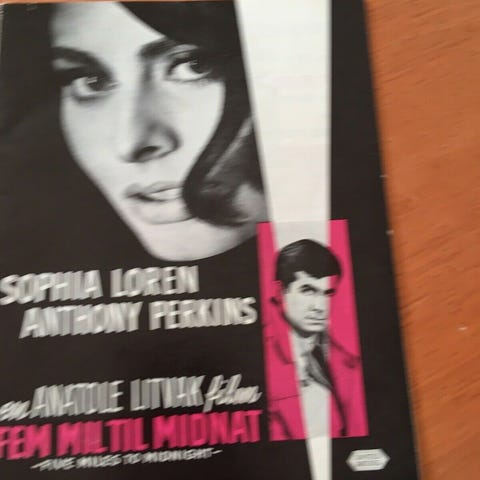 SOPHIA LOREN
ANTHONY PERKINS
en ANATOLE LITVAK film
FEM MIL TIL MIDNAT
-FIVE MILES TO MIDNIGHT-